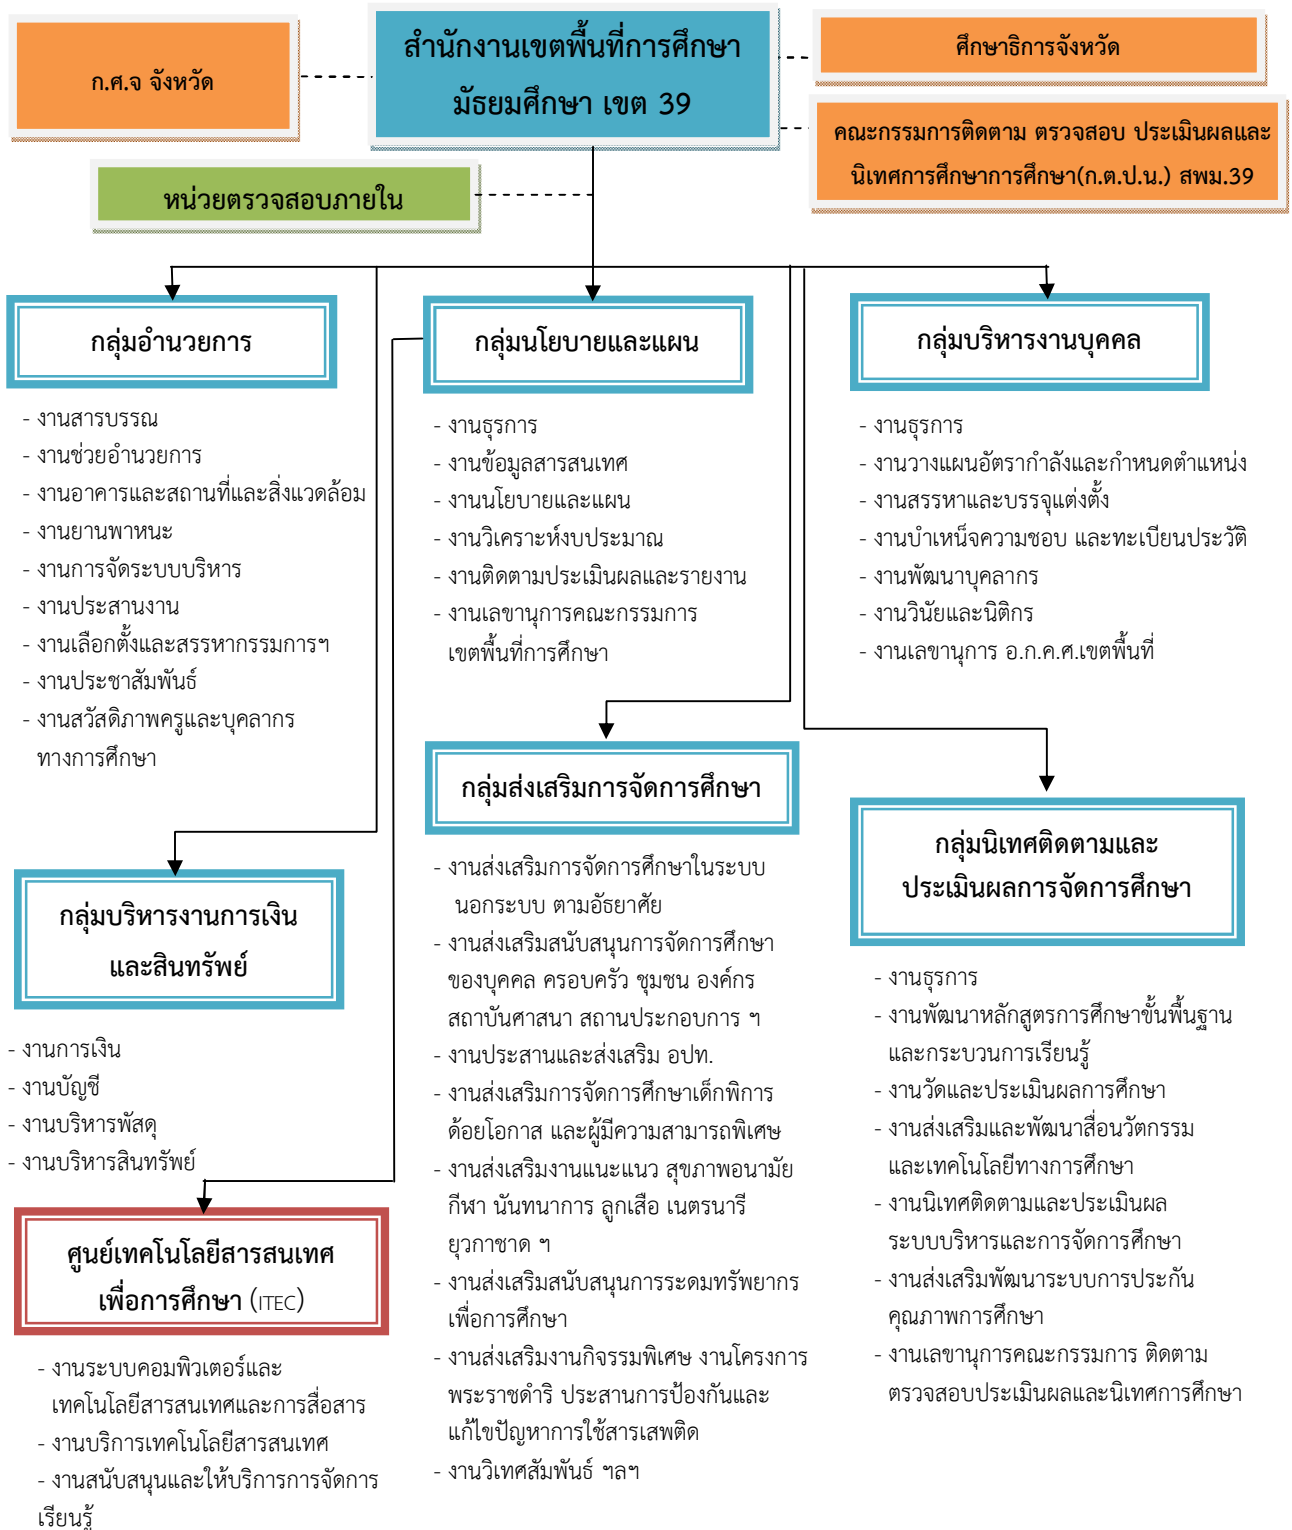 ก.ศ.จ จังหวัด
สำนักงานเขตพื้นที่การศึกษา
มัธยมศึกษา เขต 39
ศึกษาธิการจังหวัด
คณะกรรมการติดตาม ตรวจสอบ ประเมินผลและ
นิเทศการศึกษาการศึกษา(ก.ต.ป.น.) สพม.39
หน่วยตรวจสอบภายใน
กลุ่มอำนวยการ
- งานสารบรรณ
- งานช่วยอำนวยการ
- งานอาคารและสถานที่และสิ่งแวดล้อม
- งานยานพาหนะ
- งานการจัดระบบบริหาร
- งานประสานงาน
- งานเลือกตั้งและสรรหากรรมการฯ
- งานประชาสัมพันธ์
- งานสวัสดิภาพครูและบุคลากร
ทางการศึกษา
กลุ่มนโยบายและแผน
- งานธุรการ
- งานข้อมูลสารสนเทศ
- งานนโยบายและแผน
- งานวิเคราะห์งบประมาณ
- งานติดตามประเมินผลและรายงาน
- งานเลขานุการคณะกรรมการ
เขตพื้นที่การศึกษา
กลุ่มบริหารงานบุคคล
- งานธุรการ
- งานวางแผนอัตรากำลังและกำหนดตำแหน่ง
- งานสรรหาและบรรจุแต่งตั้ง
- งานบำเหน็จความชอบ และทะเบียนประวัติ
- งานพัฒนาบุคลากร
- งานวินัยและนิติกร
- งานเลขานุการ อ.ก.ค.ศ.เขตพื้นที่
กลุ่มบริหารงานการเงิน
และสินทรัพย์
- งานการเงิน
- งานบัญชี
- งานบริหารพัสดุ
- งานบริหารสินทรัพย์
ศูนย์เทคโนโลยีสารสนเทศ
เพื่อการศึกษา (ITEC)
- งานระบบคอมพิวเตอร์และ
เทคโนโลยีสารสนเทศและการสื่อสาร
- งานบริการเทคโนโลยีสารสนเทศ
- งานสนับสนุนและให้บริการการจัดการ
เรียนรู้
กลุ่มส่งเสริมการจัดการศึกษา
- งานส่งเสริมการจัดการศึกษาในระบบ
นอกระบบ ตามอัธยาศัย
- งานส่งเสริมสนับสนุนการจัดการศึกษา
ของบุคคล ครอบครัว ชุมชน องค์กร
สถาบันศาสนา สถานประกอบการ ฯ
- งานประสานและส่งเสริม อปท.
- งานส่งเสริมการจัดการศึกษาเด็กพิการ
ด้อยโอกาส และผู้มีความสามารถพิเศษ
- งานส่งเสริมงานแนะแนว สุขภาพอนามัย
กีฬา นันทนาการ ลูกเสือ เนตรนารี
ยุวกาชาด ฯ
- งานส่งเสริมสนับสนุนการระดมทรัพยากร
เพื่อการศึกษา
- งานส่งเสริมงานกิจรรมพิเศษ งานโครงการ
พระราชดำริ ประสานการป้องกันและ
แก้ไขปัญหาการใช้สารเสพติด
- งานวิเทศสัมพันธ์ ฯลฯ
กลุ่มนิเทศติดตามและ
ประเมินผลการจัดการศึกษา
- งานธุรการ
- งานพัฒนาหลักสูตรการศึกษาขั้นพื้นฐาน
และกระบวนการเรียนรู้
- งานวัดและประเมินผลการศึกษา
- งานส่งเสริมและพัฒนาสื่อนวัตกรรม
และเทคโนโลยีทางการศึกษา
- งานนิเทศติดตามและประเมินผล
ระบบบริหารและการจัดการศึกษา
- งานส่งเสริมพัฒนาระบบการประกัน
คุณภาพการศึกษา
- งานเลขานุการคณะกรรมการ ติดตาม
ตรวจสอบประเมินผลและนิเทศการศึกษา